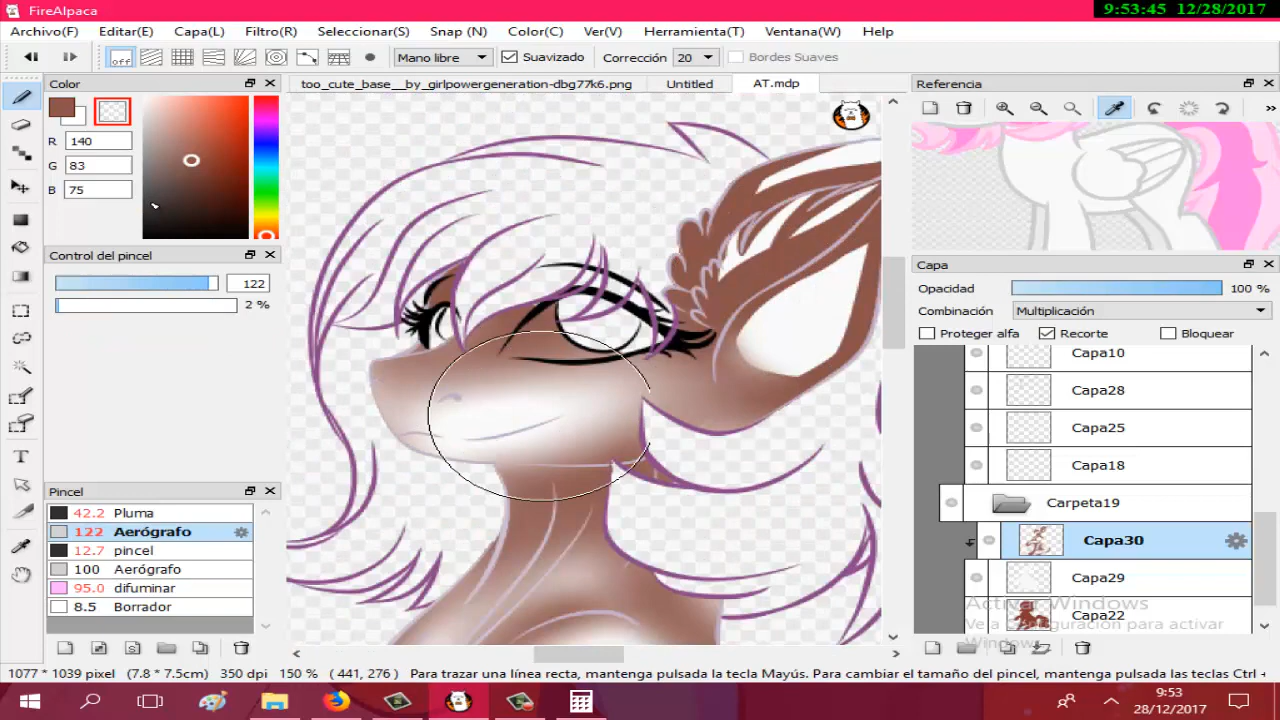 FireAlpaca
9:53:45 12/28/2017
Archivo(F) Editar(E) Capa(L) Filtro(R) Seleccionar(S) Snap (N) Color(C) Ver(V) Herramienta(T) Ventana(W) Help
off Mano libre Suavizado Corrección 20 Bordes Suaves
Color
too_cute_base__by_girlpowergeneration-dbg77k6.png Untitled AT.mdp
Referencia
R 140
G 83
B 75
Control del pincel
122
2 %
Capa
Opacidad 100 %
Combinación Multiplicación
Proteger alfa Recorte Bloquear
Capa10
Capa28
Capa25
Capa18
Carpeta19
Capa30
Capa29
Capa22
Pincel
42.2 Pluma
122 Aerógrafo
12.7 pincel
100 Aerógrafo
95.0 difuminar
8.5 Borrador
Activar Windows
Ve a Configuración para activar
Windows.
1077 * 1039 pixel (7.8 * 7.5cm) 350 dpi 150 % (441, 276) Para trazar una línea recta, mantenga pulsada la tecla Mayús. Para cambiar el tamaño del pincel, mantenga pulsadas las teclas Ctrl +
9:53
28/12/2017